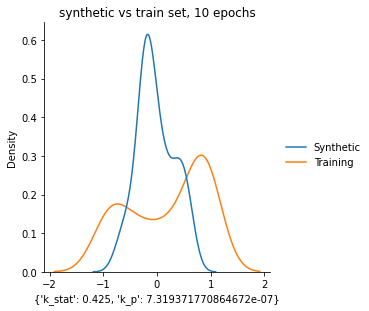 synthetic vs train set, 10 epochs
0.6
0.5
0.4
0.3
0.2
0.1
0.0
Density
−2
−1
0
1
2
{'k_stat': 0.425, 'k_p': 7.319371770864672e-07}
Synthetic
Training